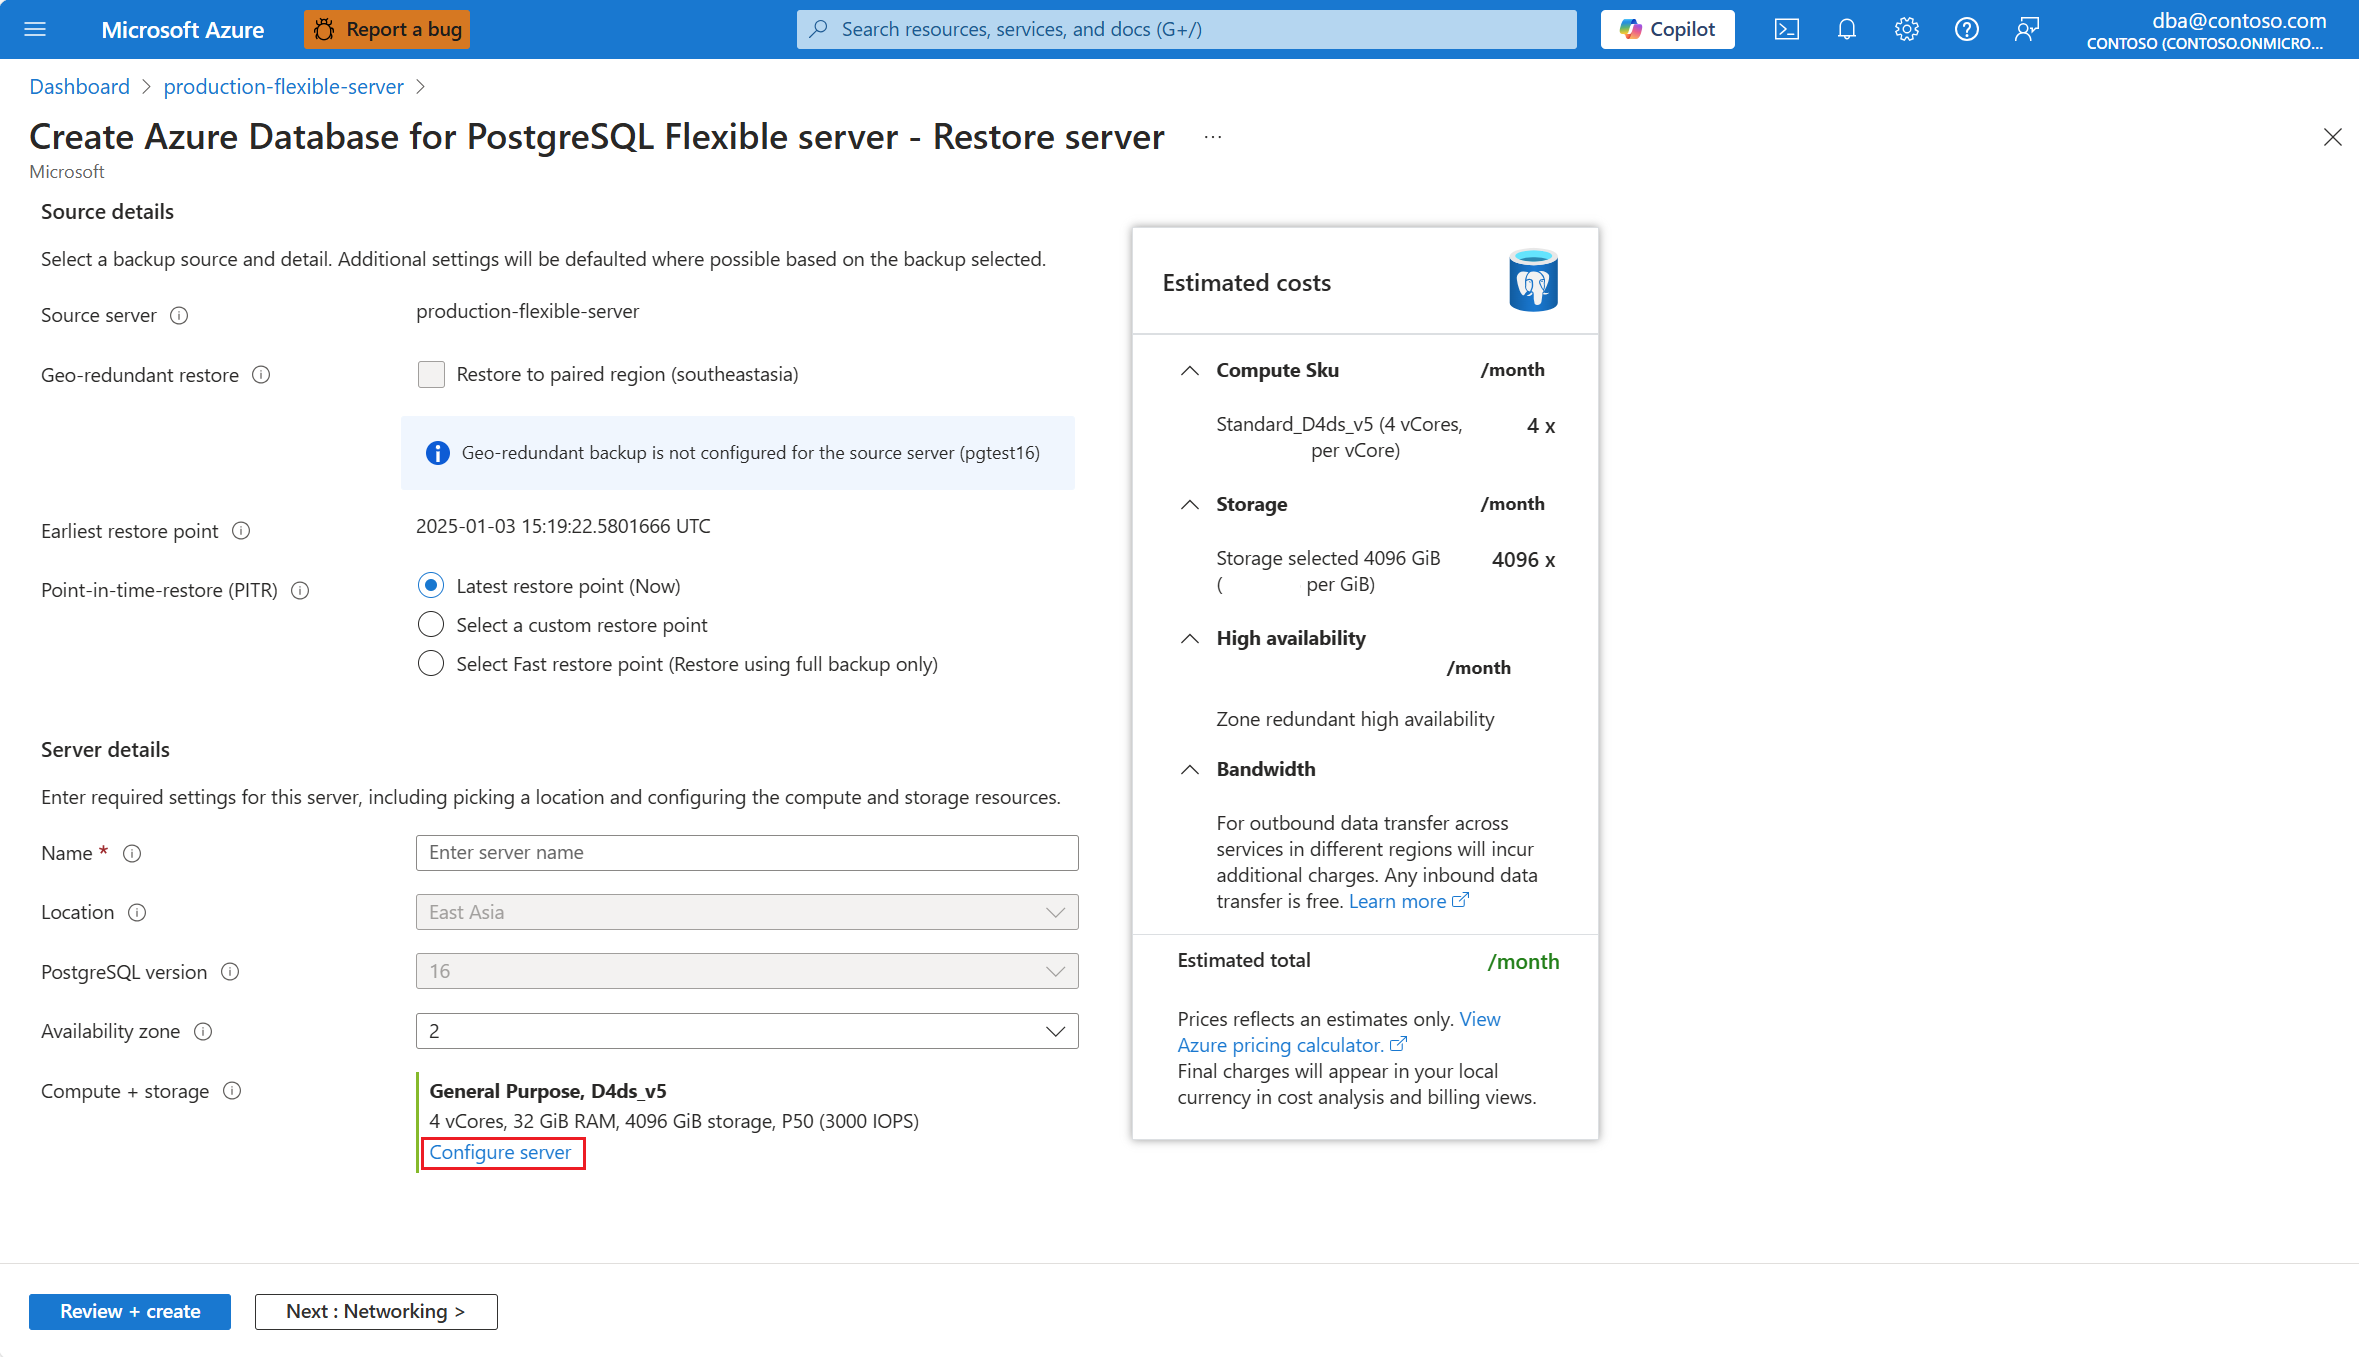 Microsoft Azure
Report a bug
Search resources, services, and docs (G+/)
Copilot
dba@contoso.com
CONTOSO (CONTOSO.ONMICRO...
Dashboard > production-flexible-server >
Create Azure Database for PostgreSQL Flexible server - Restore server ...
Microsoft
Source details
Select a backup source and detail. Additional settings will be defaulted where possible based on the backup selected.
Source server
production-flexible-server
Geo-redundant restore
Restore to paired region (southeastasia)
Geo-redundant backup is not configured for the source server (pgtest16)
Earliest restore point
2025-01-03 15:19:22.5801666 UTC
Point-in-time-restore (PITR)
Latest restore point (Now)
Select a custom restore point
Select Fast restore point (Restore using full backup only)
Server details
Enter required settings for this server, including picking a location and configuring the compute and storage resources.
Name *
Enter server name
Location
East Asia
PostgreSQL version
16
Availability zone
2
Compute + storage
General Purpose, D4ds_v5
4 vCores, 32 GiB RAM, 4096 GiB storage, P50 (3000 IOPS)
Configure server
Estimated costs
Compute Sku /month
Standard_D4ds_v5 (4 vCores, 4 x
per vCore)
Storage /month
Storage selected 4096 GiB 4096 x
( per GiB)
High availability
/month
Zone redundant high availability
Bandwidth
For outbound data transfer across
services in different regions will incur
additional charges. Any inbound data
transfer is free. Learn more
Estimated total /month
Prices reflects an estimates only. View
Azure pricing calculator.
Final charges will appear in your local
currency in cost analysis and billing views.
Review + create
Next : Networking >